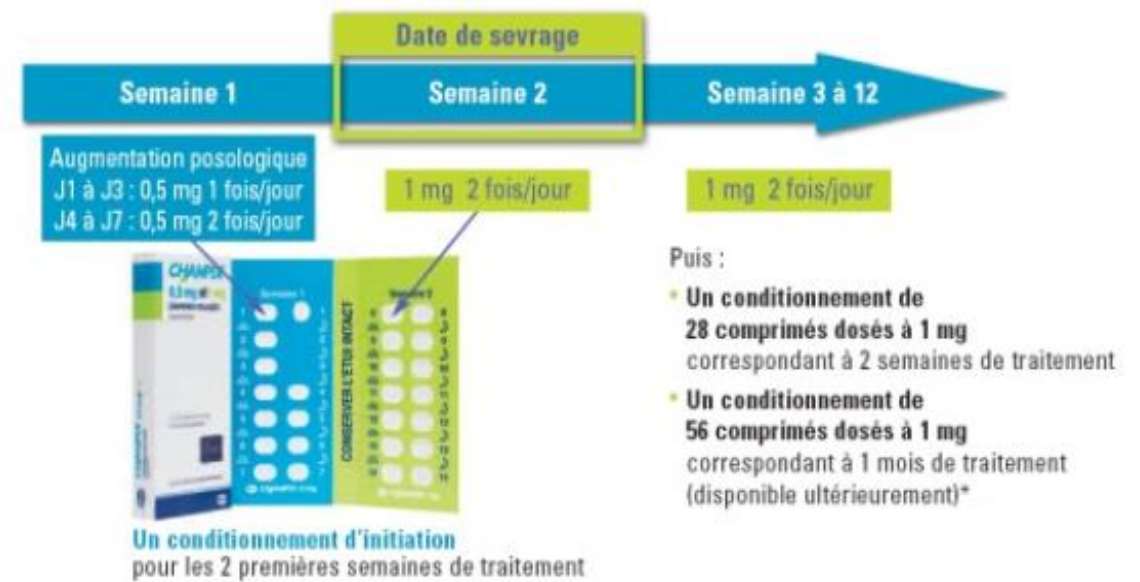 Date de sevrage
Semaine 1
Semaine 2
Semaine 3 à 12
Augmentation posologique
J1 à J3 : 0,5 mg 1 fois/jour
J4 à J7 : 0,5 mg 2 fois/jour
1 mg 2 fois/jour
1 mg 2 fois/jour
CHAMPIX
Semaine 1
CONSERVER L'ETUI INTACT
Semaine 2
Puis :
• Un conditionnement de
28 comprimés dosés à 1 mg
correspondant à 2 semaines de traitement
• Un conditionnement de
56 comprimés dosés à 1 mg
correspondant à 1 mois de traitement
(disponible ultérieurement)*
Un conditionnement d'initiation
pour les 2 premières semaines de traitement